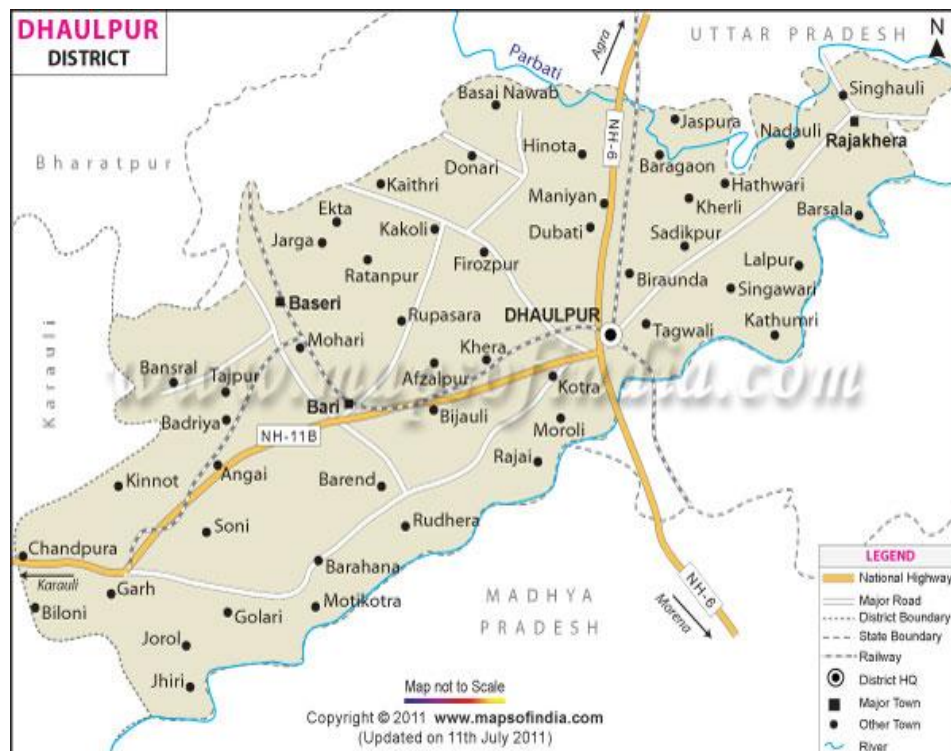 DHAULPUR
DISTRICT
UTTAR PRADESH
N
Agra
Parbati
Singhauli
Basai Nawab
Jaspura
Nadauli
Rajakhera
NH-6
Hinota
Donari
Baragaon
Bharatpur
Kaithri
Hathwari
Maniyan
Kherli
Barsala
Ekta
Kakoli
Dubati
Jarga
Sadikpur
Firozpur
Ratanpur
Lalpur
Biraunda
Singawari
Baseri
DHAULPUR
Rupasara
Tagwali
Kathumri
Mohari
Khera
Karauli
Bansral
Tajpur
Afzalpur
Kotra
www.mapsofindia.com
Bari
Bijauli
Badriya
Moroli
NH-11B
Rajai
Angai
Kinnot
Barend
Soni
Rudhera
Chandpura
Barahana
Karauli
Garh
Biloni
Golari
Motikotra
MADHYA
PRADESH
NH-6
Morena
Jorol
Jhiri
LEGEND
National Highway
Major Road
District Boundary
State Boundary
Railway
District HQ
Major Town
Other Town
River
Map not to Scale
Copyright © 2011 www.mapsofindia.com
(Updated on 11th July 2011)